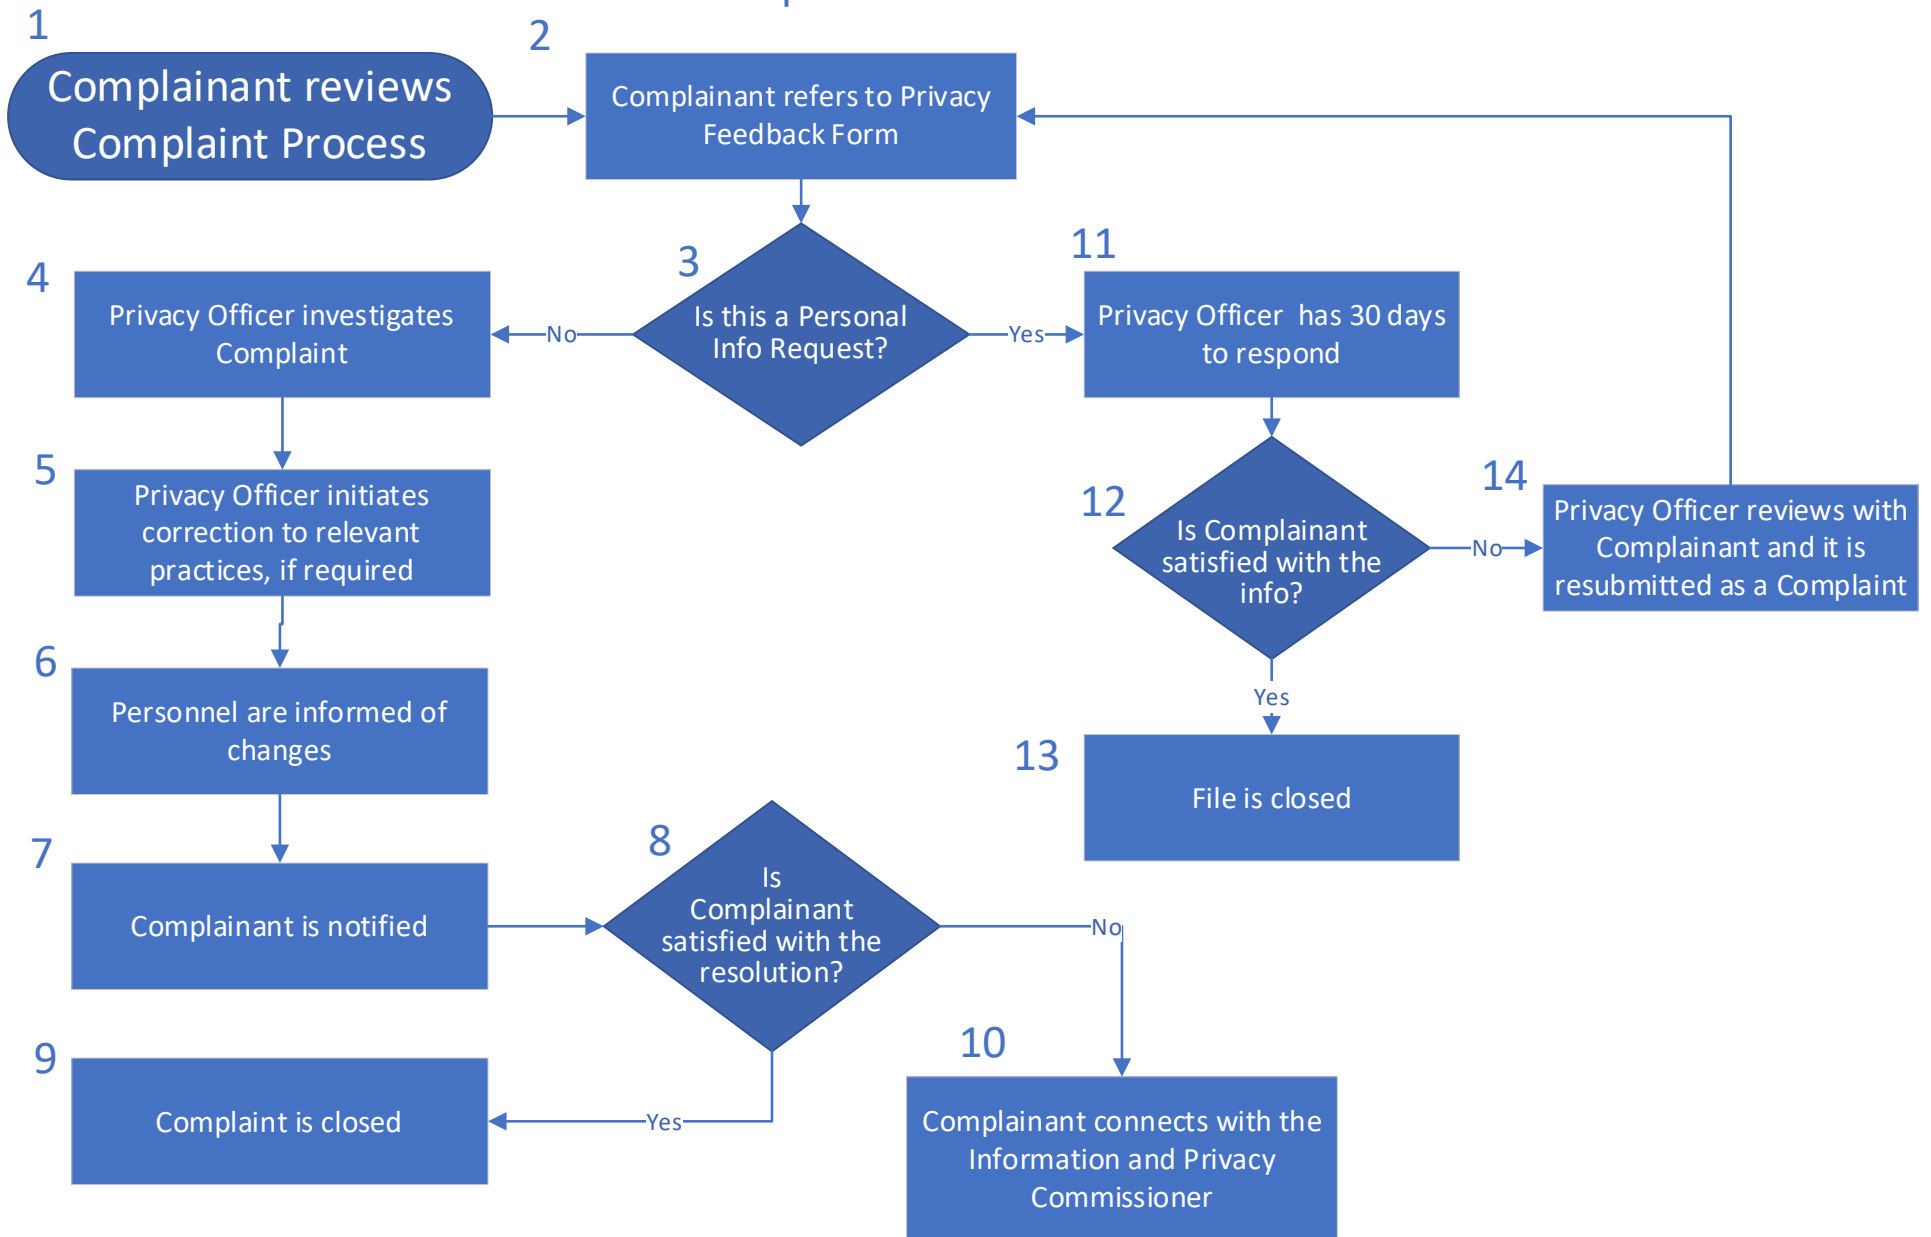 1
Complainant reviews
Complaint Process
2
Complainant refers to Privacy
Feedback Form
3
Is this a Personal
Info Request?
No
Yes
4
Privacy Officer investigates
Complaint
5
Privacy Officer initiates
correction to relevant
practices, if required
6
Personnel are informed of
changes
7
Complainant is notified
8
Is
Complainant
satisfied with the
resolution?
Yes
No
9
Complaint is closed
10
Complainant connects with the
Information and Privacy
Commissioner
11
Privacy Officer has 30 days
to respond
12
Is Complainant
satisfied with the
info?
Yes
No
13
File is closed
14
Privacy Officer reviews with
Complainant and it is
resubmitted as a Complaint